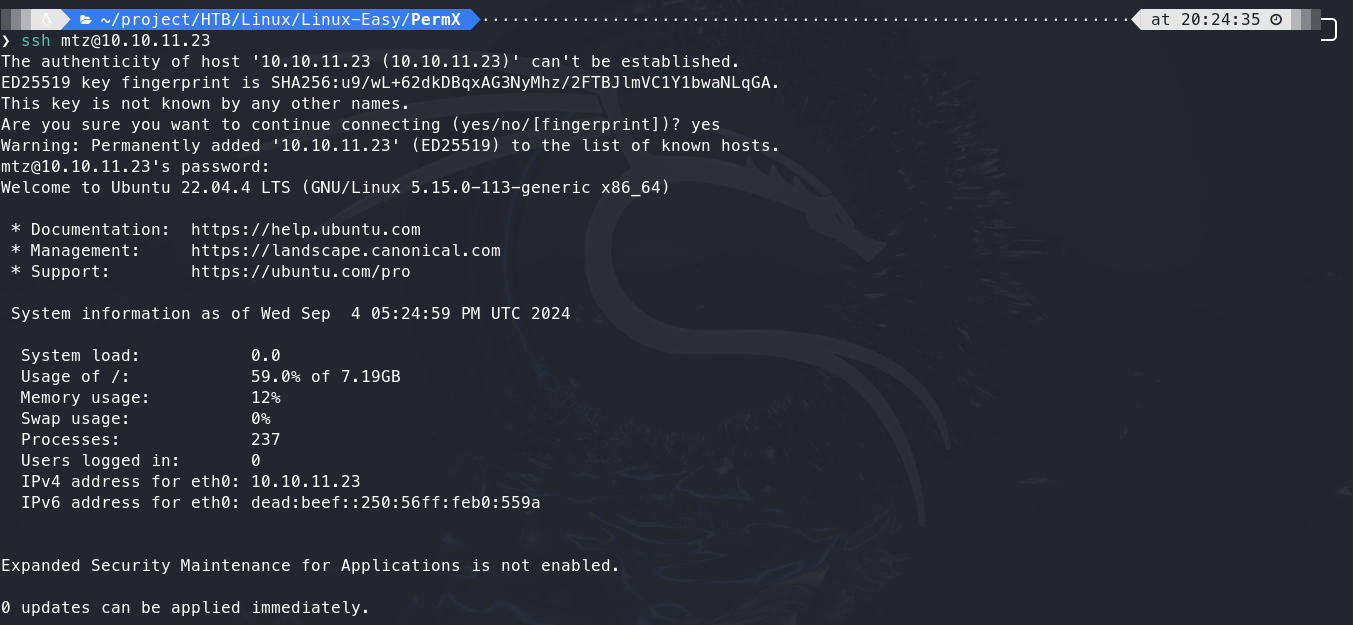 ~/project/HTB/Linux/Linux-Easy/PermX at 20:24:35
❯ ssh mtz@10.10.11.23
The authenticity of host '10.10.11.23 (10.10.11.23)' can't be established.
ED25519 key fingerprint is SHA256:u9/wL+62dkDBqxAG3NyMhz/2FTBJlmVC1Y1bwaNLqGA.
This key is not known by any other names.
Are you sure you want to continue connecting (yes/no/[fingerprint])? yes
Warning: Permanently added '10.10.11.23' (ED25519) to the list of known hosts.
mtz@10.10.11.23's password:
Welcome to Ubuntu 22.04.4 LTS (GNU/Linux 5.15.0-113-generic x86_64)

 * Documentation:  https://help.ubuntu.com
 * Management:     https://landscape.canonical.com
 * Support:        https://ubuntu.com/pro

 System information as of Wed Sep  4 05:24:59 PM UTC 2024

  System load:           0.0
  Usage of /:            59.0% of 7.19GB
  Memory usage:          12%
  Swap usage:            0%
  Processes:             237
  Users logged in:       0
  IPv4 address for eth0: 10.10.11.23
  IPv6 address for eth0: dead:beef::250:56ff:feb0:559a

Expanded Security Maintenance for Applications is not enabled.

0 updates can be applied immediately.